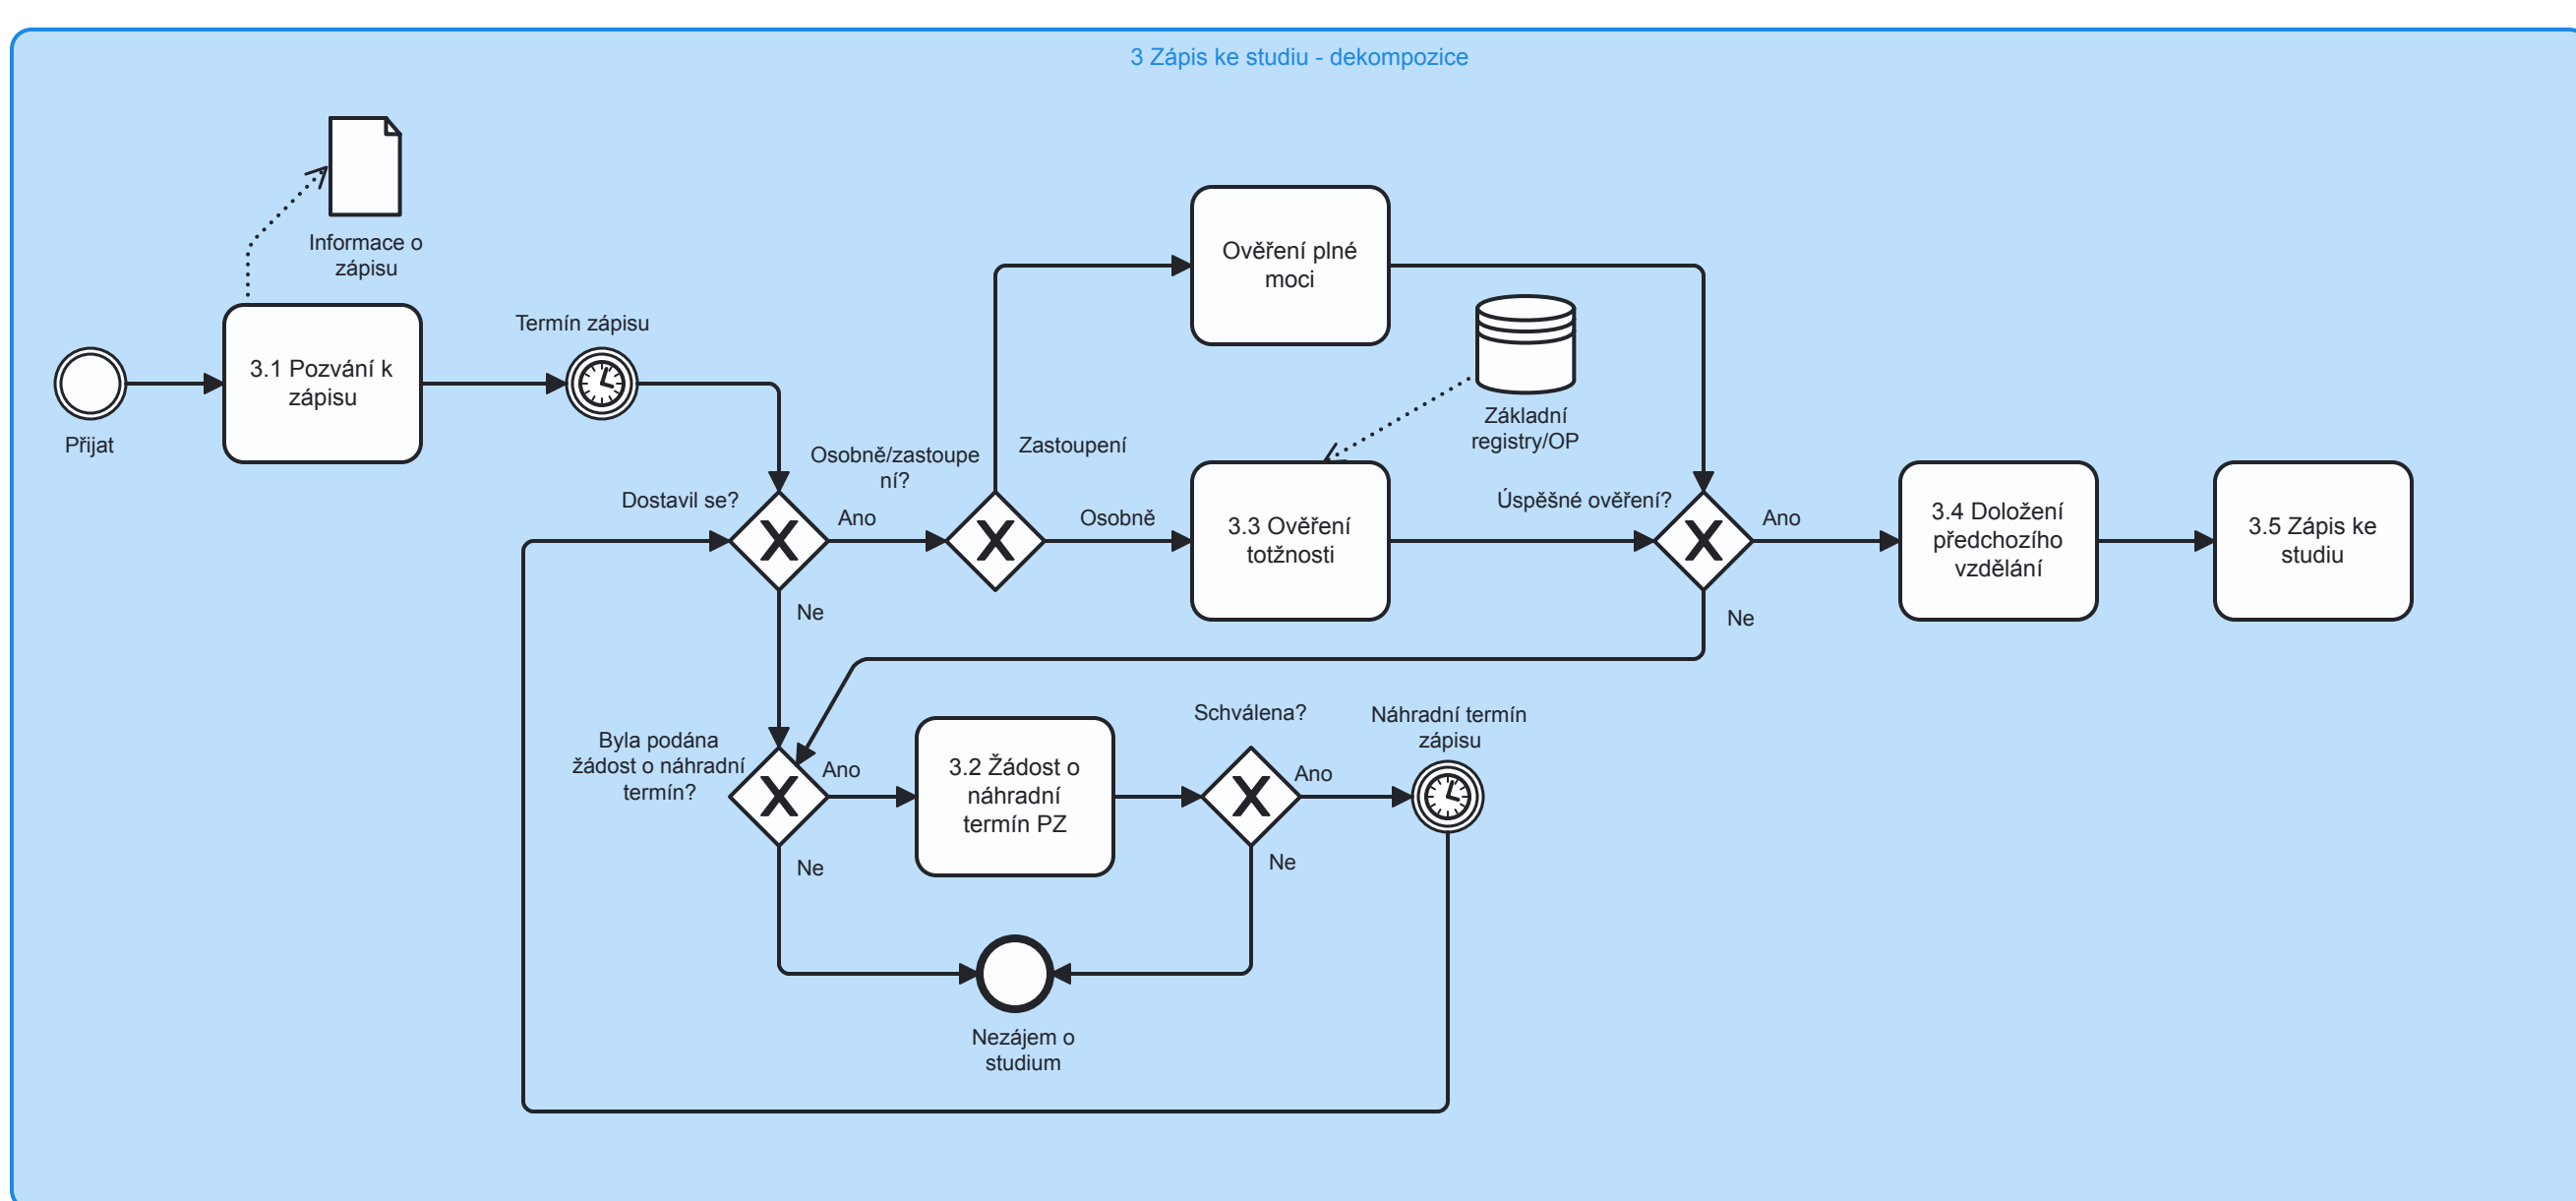 3 Zápis ke studiu - dekompozice
Informace o
zápisu
Přijat
3.1 Pozvání k
zápisu
Termín zápisu
Dostavil se?
Ano
Ne
Osobně/zastoupe
ní?
Zastoupení
Osobně
Ověření plné
moci
Základní
registry/OP
3.3 Ověření
totžnosti
Úspěšné ověření?
Ano
Ne
3.4 Doložení
předchozího
vzdělání
3.5 Zápis ke
studiu
Byla podána
žádost o náhradní
termín?
Ano
Ne
3.2 Žádost o
náhradní
termín PZ
Schválena?
Ano
Ne
Náhradní termín
zápisu
Nezájem o
studium